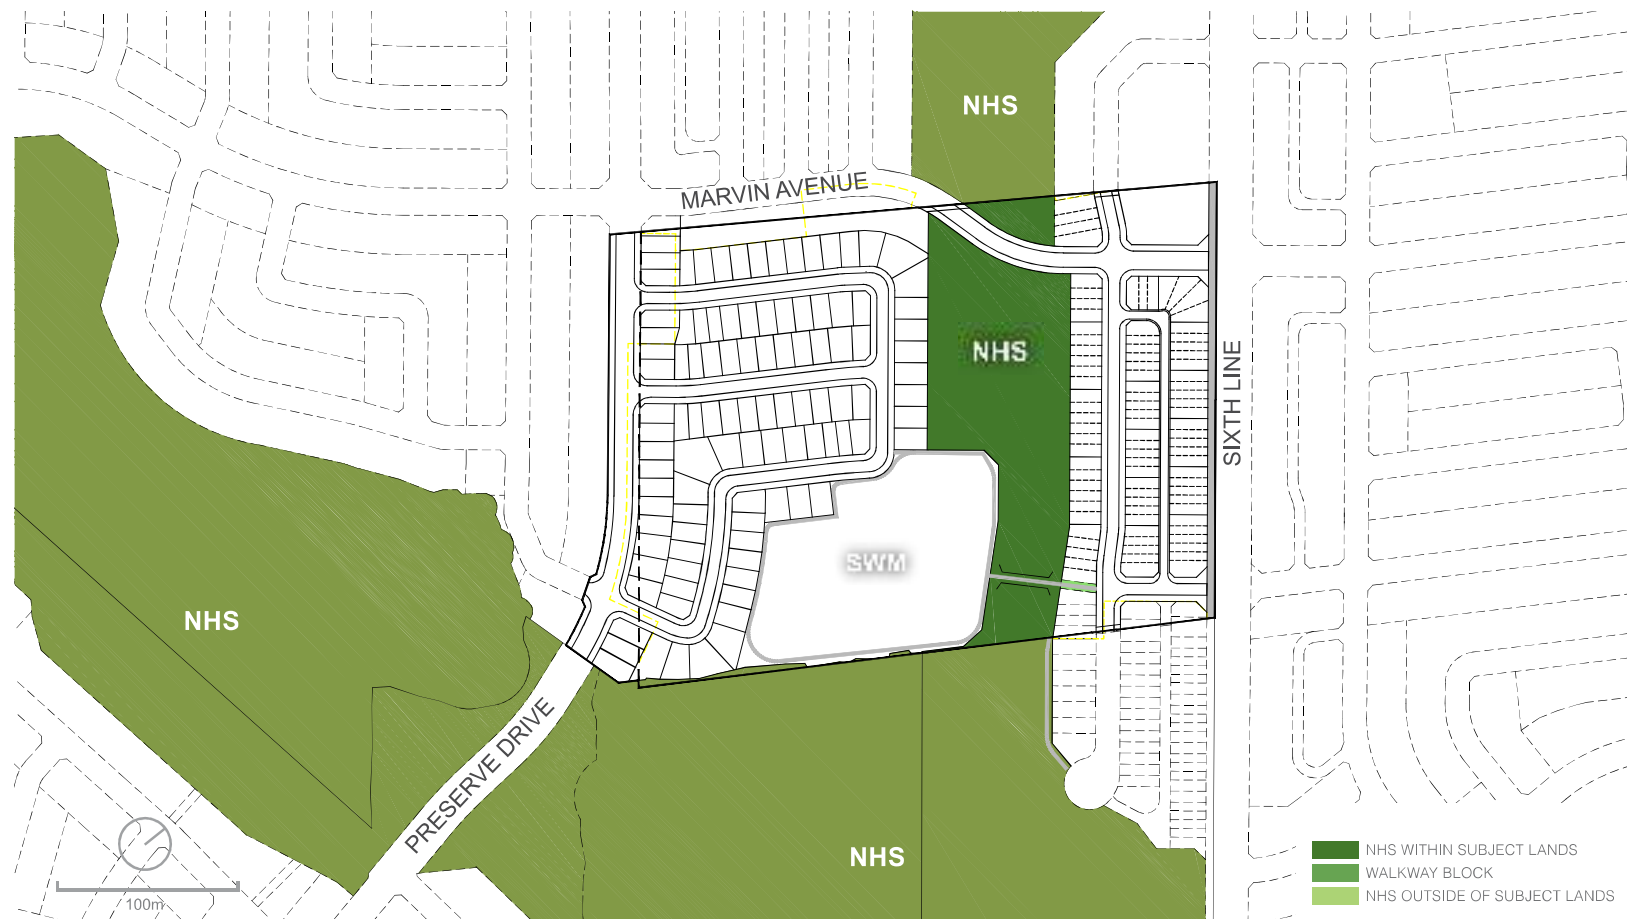 NHS
MARVIN AVENUE
NHS
SIXTH LINE
SWM
NHS
PRESERVE DRIVE
NHS
100m
NHS WITHIN SUBJECT LANDS
WALKWAY BLOCK
NHS OUTSIDE OF SUBJECT LANDS